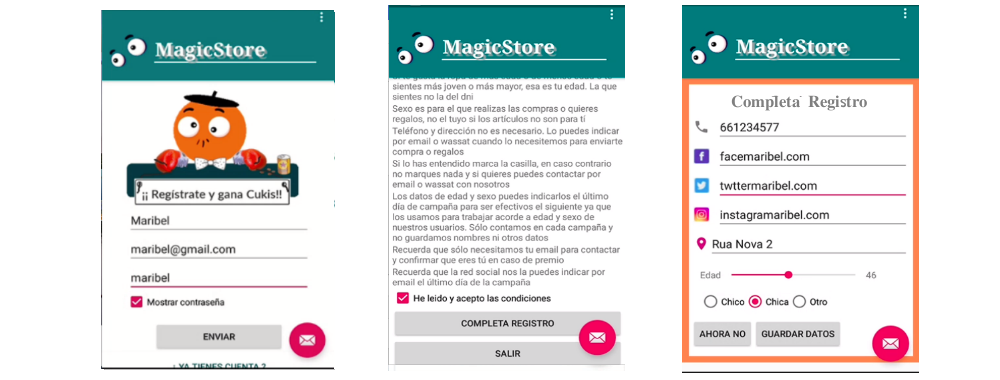 MagicStore
¡¡ Regístrate y gana Cukis!!
Maribel
maribel@gmail.com
maribel
Mostrar contraseña
ENVIAR
¿ YA TIENES CUENTA ?
MagicStore
sientes más joven o más mayor, esa es tu edad. La que
sientes no la del dni
Sexo es para el que realizas las compras o quieres
regalos, no el tuyo si los artículos no son para ti
Teléfono y dirección no es necesario. Lo puedes indicar
por email o wassat cuando lo necesitemos para enviarte
compra o regalos
Si lo has entendido marca la casilla, en caso contrario
no marques nada y si quieres puedes contactar por
email o wassat con nosotros
Los datos de edad y sexo puedes indicarlos el último
día de campaña para ser efectivos el siguiente ya que
los usamos para trabajar acorde a edad y sexo de
nuestros usuarios. Sólo contamos en cada campaña y
no guardamos nombres ni otros datos
Recuerda que sólo necesitamos tu email para contactar
y confirmar que eres tú en caso de premio
Recuerda que la red social nos la puedes indicar por
email el último día de la campaña
He leido y acepto las condiciones
COMPLETA REGISTRO
SALIR
MagicStore
Completa Registro
661234577
facemaribel.com
twttermaribel.com
instagramaribel.com
Rua Nova 2
Edad 46
Chico Chica Otro
AHORA NO GUARDAR DATOS